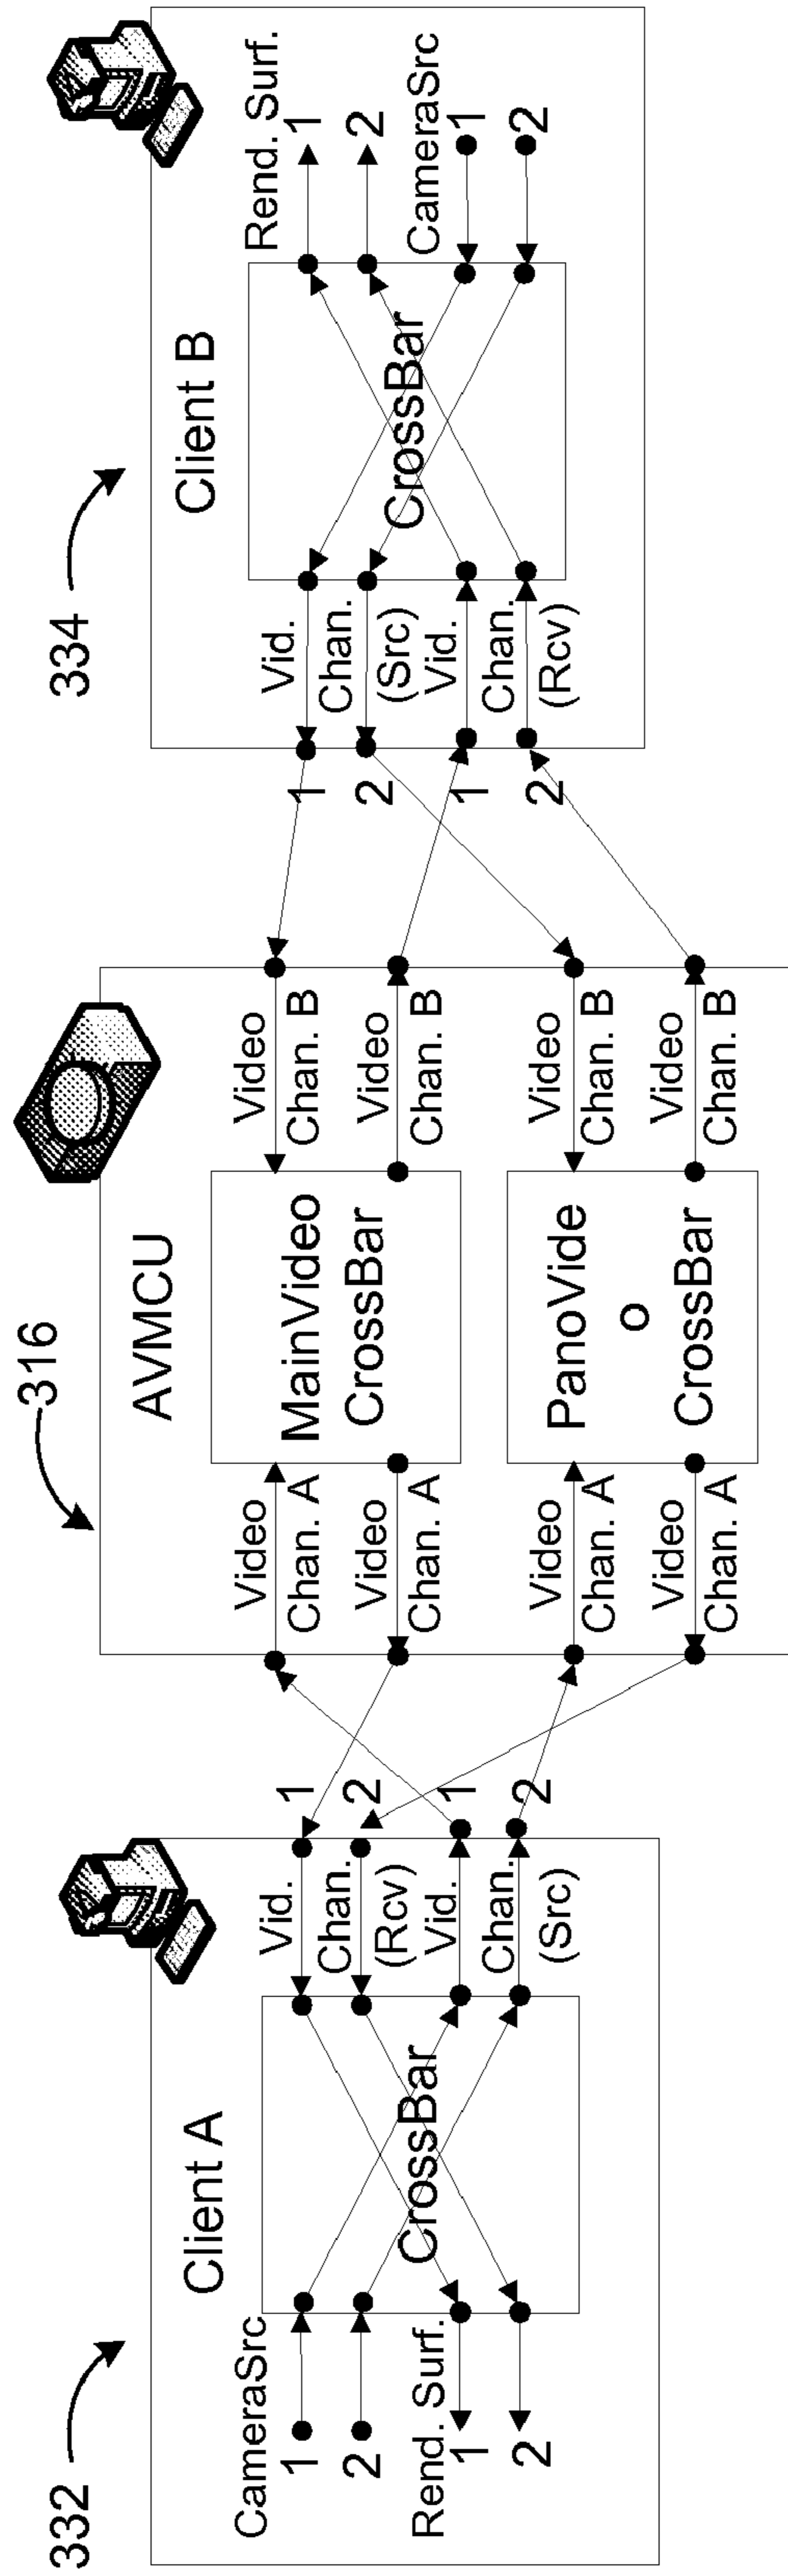 332
Client A
CameraSrc
1
2
Rend. Surf.
1
2
CrossBar
Vid.
Chan.
(Rcv)
Vid.
Chan.
(Src)
1
2
1
2
316
AVMCU
Video
Chan. A
Video
Chan. A
MainVideo
CrossBar
Video
Chan. B
Video
Chan. B
Video
Chan. A
Video
Chan. A
PanoVide
o
CrossBar
Video
Chan. B
Video
Chan. B
334
Client B
1
2
1
2
Vid.
Chan.
(Src)
Vid.
Chan.
(Rcv)
CrossBar
Rend. Surf.
1
2
CameraSrc
1
2